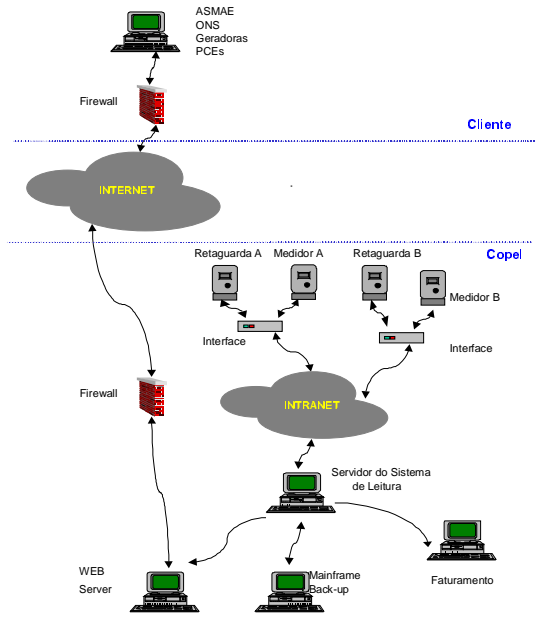 ASMAE
ONS
Geradoras
PCEs
Firewall
Cliente
INTERNET
Copel
Retaguarda A
Medidor A
Retaguarda B
Medidor B
Interface
Interface
Firewall
INTRANET
Servidor do Sistema
de Leitura
WEB
Server
Mainframe
Back-up
Faturamento